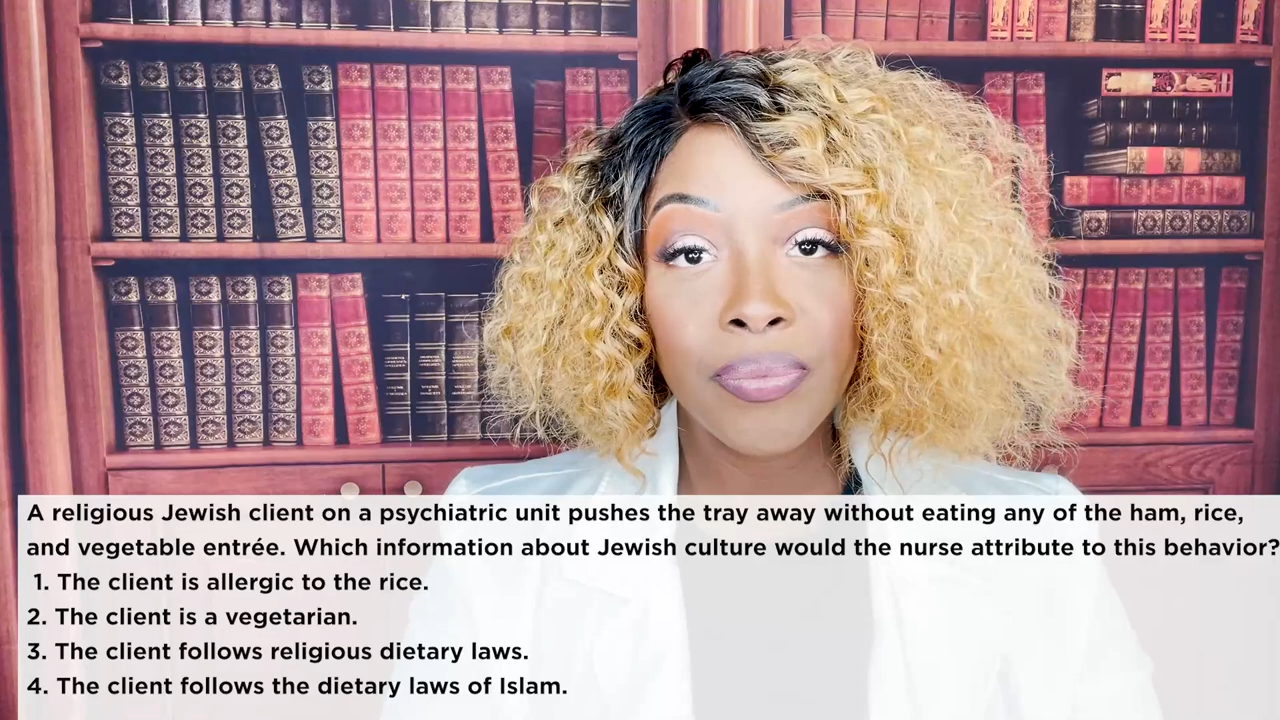 A religious Jewish client on a psychiatric unit pushes the tray away without eating any of the ham, rice,
and vegetable entrée. Which information about Jewish culture would the nurse attribute to this behavior?
1. The client is allergic to the rice.
2. The client is a vegetarian.
3. The client follows religious dietary laws.
4. The client follows the dietary laws of Islam.